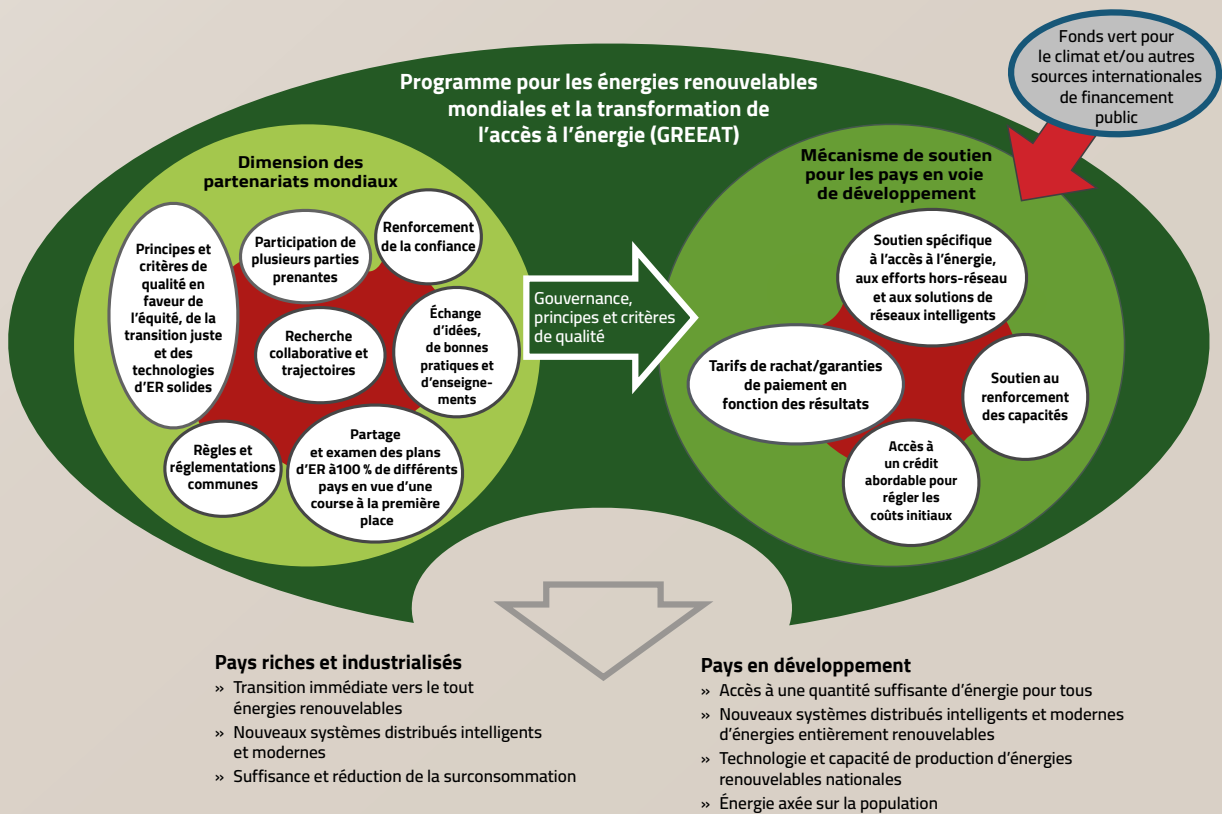 Fonds vert pour
le climat et/ou autres
sources internationales
de financement
public
Programme pour les énergies renouvelables
mondiales et la transformation de
l'accès à l'énergie (GREEAT)
Dimension des
partenariats mondiaux
Principes et
critères de
qualité en
faveur de
l'équité, de la
transition juste
et des
technologies
d'ER solides
Participation de
plusieurs parties
prenantes
Renforcement
de la confiance
Recherche
collaborative et
trajectoires
Échange
d'idées,
de bonnes
pratiques et
d'enseigne-
ments
Règles et
réglementations
communes
Partage
et examen des plans
d'ER à100 % de différents
pays en vue d'une
course à la première
place
Gouvernance,
principes et critères
de qualité
Mécanisme de soutien
pour les pays en voie
de développement
Soutien spécifique
à l'accès à l'énergie,
aux efforts hors-réseau
et aux solutions de
réseaux intelligents
Tarifs de rachat/garanties
de paiement en
fonction des résultats
Soutien au
renforcement
des capacités
Accès à
un crédit
abordable pour
régler les
coûts initiaux
Pays riches et industrialisés
» Transition immédiate vers le tout
énergies renouvelables
» Nouveaux systèmes distribués intelligents
et modernes
» Suffisance et réduction de la surconsommation
Pays en développement
» Accès à une quantité suffisante d'énergie pour tous
» Nouveaux systèmes distribués intelligents et modernes
d'énergies entièrement renouvelables
» Technologie et capacité de production d'énergies
renouvelables nationales
» Énergie axée sur la population